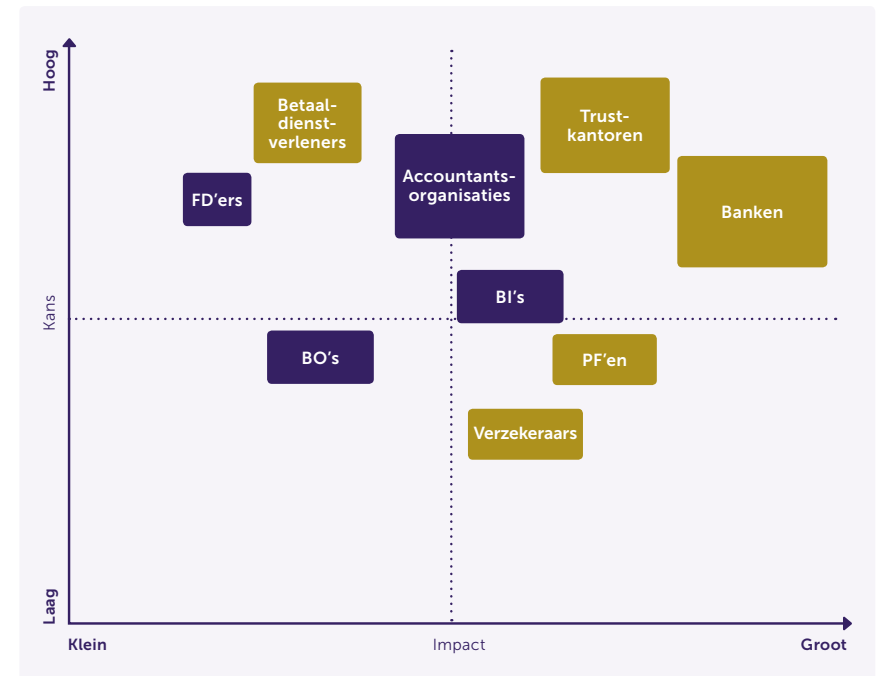 Hoog
Betaal-
dienst-
verleners
Trust-
kantoren
Accountants-
organisaties
FD’ers
Banken
BI’s
Kans
BO’s
PF’en
Verzekeraars
Laag
Klein
Impact
Groot